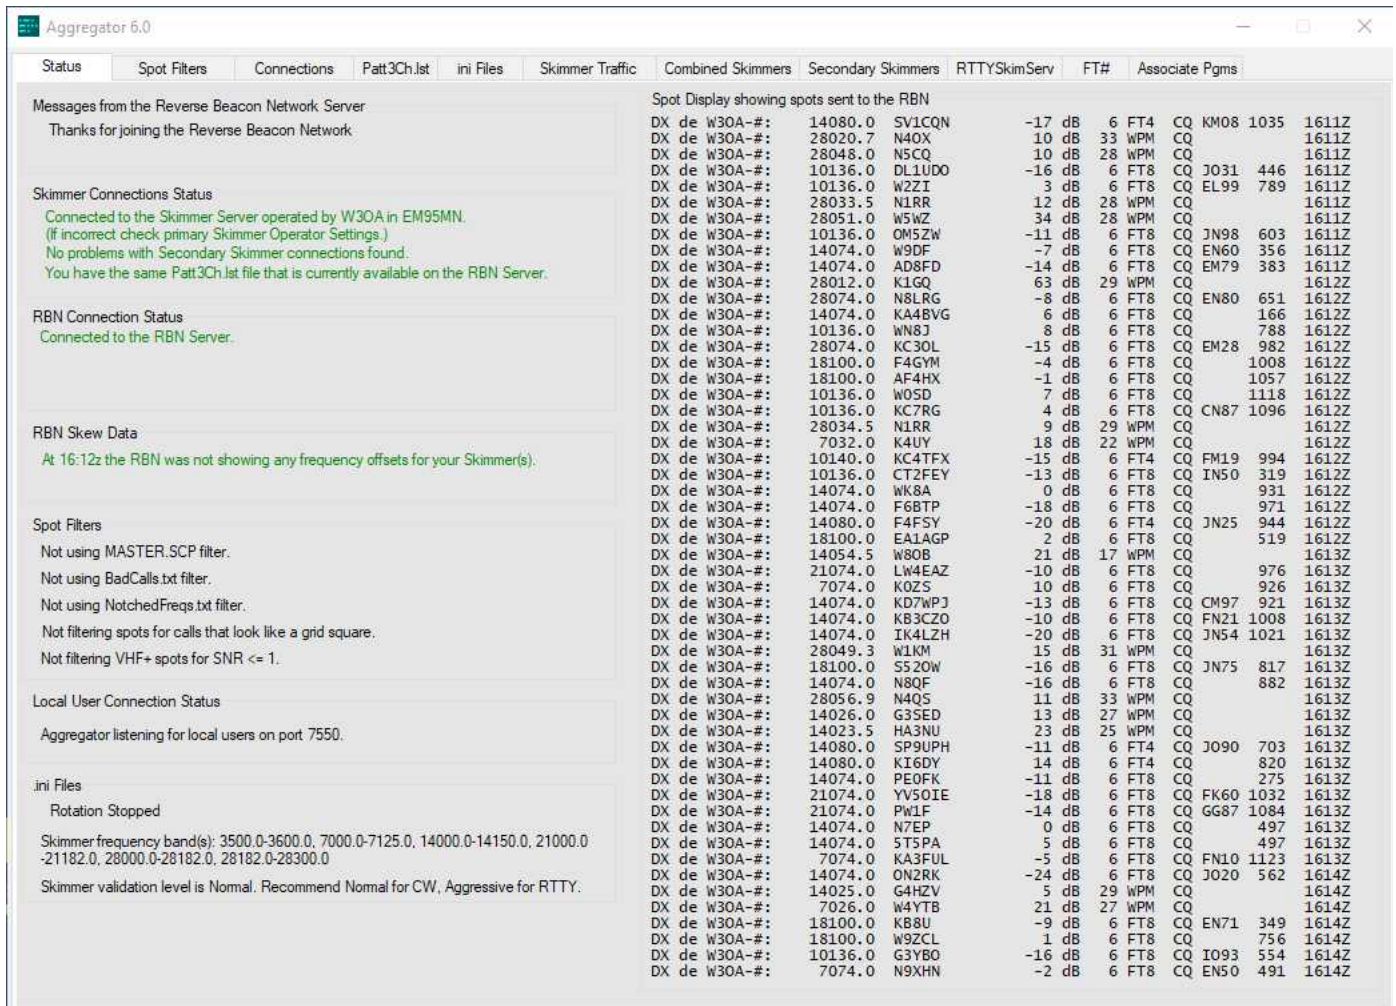 Aggregator 6.0
Status Spot Filters Connections Patt3Ch.lst ini Files Skimmer Traffic Combined Skimmers Secondary Skimmers RTTYSkimServ FT# Associate Pgms
Messages from the Reverse Beacon Network Server
Thanks for joining the Reverse Beacon Network
Skimmer Connections Status
Connected to the Skimmer Server operated by W3OA in EM95MN.
(If incorrect check primary Skimmer Operator Settings.)
No problems with Secondary Skimmer connections found.
You have the same Patt3Ch.lst file that is currently available on the RBN Server.
RBN Connection Status
Connected to the RBN Server.
RBN Skew Data
At 16:12z the RBN was not showing any frequency offsets for your Skimmer(s).
Spot Filters
Not using MASTER.SCP filter.
Not using BadCalls.txt filter.
Not using NotchedFreqs.txt filter.
Not filtering spots for calls that look like a grid square.
Not filtering VHF+ spots for SNR <= 1.
Local User Connection Status
Aggregator listening for local users on port 7550.
.ini Files
Rotation Stopped
Skimmer frequency band(s): 3500.0-3600.0, 7000.0-7125.0, 14000.0-14150.0, 21000.0
-21182.0, 28000.0-28182.0, 28182.0-28300.0
Skimmer validation level is Normal. Recommend Normal for CW, Aggressive for RTTY.
Spot Display showing spots sent to the RBN
DX de W3OA-#: 14080.0 SV1CQN -17 dB 6 FT4 CQ KM08 1035 1611Z
DX de W3OA-#: 28020.7 N4OX 10 dB 33 WPM CQ 1611Z
DX de W3OA-#: 28048.0 N5CQ 10 dB 28 WPM CQ 1611Z
DX de W3OA-#: 10136.0 DL1UDO -16 dB 6 FT8 CQ JO31 446 1611Z
DX de W3OA-#: 10136.0 W2ZI 3 dB 6 FT8 CQ EL99 789 1611Z
DX de W3OA-#: 28033.5 N1RR 12 dB 28 WPM CQ 1611Z
DX de W3OA-#: 28051.0 W5WZ 34 dB 28 WPM CQ 1611Z
DX de W3OA-#: 10136.0 OM5ZW -11 dB 6 FT8 CQ JN98 603 1611Z
DX de W3OA-#: 14074.0 W9DF -7 dB 6 FT8 CQ EN60 356 1611Z
DX de W3OA-#: 14074.0 AD8FD -14 dB 6 FT8 CQ EM79 383 1611Z
DX de W3OA-#: 28012.0 K1GQ 63 dB 29 WPM CQ 1612Z
DX de W3OA-#: 28074.0 N8LRG -8 dB 6 FT8 CQ EN80 651 1612Z
DX de W3OA-#: 14074.0 KA4BVG 6 dB 6 FT8 CQ 166 1612Z
DX de W3OA-#: 10136.0 WN8J 8 dB 6 FT8 CQ 788 1612Z
DX de W3OA-#: 28074.0 KC3OL -15 dB 6 FT8 CQ EM28 982 1612Z
DX de W3OA-#: 18100.0 F4GYM -4 dB 6 FT8 CQ 1008 1612Z
DX de W3OA-#: 18100.0 AF4HX -1 dB 6 FT8 CQ 1057 1612Z
DX de W3OA-#: 10136.0 W0SD 7 dB 6 FT8 CQ 1118 1612Z
DX de W3OA-#: 10136.0 KC7RG 4 dB 6 FT8 CQ CN87 1096 1612Z
DX de W3OA-#: 28034.5 N1RR 9 dB 29 WPM CQ 1612Z
DX de W3OA-#: 7032.0 K4UY 18 dB 22 WPM CQ 1612Z
DX de W3OA-#: 10140.0 KC4TFX -15 dB 6 FT4 CQ FM19 994 1612Z
DX de W3OA-#: 10136.0 CT2FEY -13 dB 6 FT8 CQ IN50 319 1612Z
DX de W3OA-#: 14074.0 WK8A 0 dB 6 FT8 CQ 931 1612Z
DX de W3OA-#: 14074.0 F6BTP -18 dB 6 FT8 CQ 971 1612Z
DX de W3OA-#: 14080.0 F4FSY -20 dB 6 FT4 CQ JN25 944 1612Z
DX de W3OA-#: 18100.0 EA1AGP 2 dB 6 FT8 CQ 519 1612Z
DX de W3OA-#: 14054.5 W8OB 21 dB 17 WPM CQ 1613Z
DX de W3OA-#: 21074.0 LW4EAZ -10 dB 6 FT8 CQ 976 1613Z
DX de W3OA-#: 7074.0 K0ZS 10 dB 6 FT8 CQ 926 1613Z
DX de W3OA-#: 14074.0 KD7WPJ -13 dB 6 FT8 CQ CM97 921 1613Z
DX de W3OA-#: 14074.0 KB3CZO -10 dB 6 FT8 CQ FN21 1008 1613Z
DX de W3OA-#: 14074.0 IK4LZH -20 dB 6 FT8 CQ JN54 1021 1613Z
DX de W3OA-#: 28049.3 W1KM 15 dB 31 WPM CQ 1613Z
DX de W3OA-#: 18100.0 S52OW -16 dB 6 FT8 CQ JN75 817 1613Z
DX de W3OA-#: 14074.0 N8QF -16 dB 6 FT8 CQ 882 1613Z
DX de W3OA-#: 28056.9 N4QS 11 dB 33 WPM CQ 1613Z
DX de W3OA-#: 14026.0 G3SED 13 dB 27 WPM CQ 1613Z
DX de W3OA-#: 14023.5 HA3NU 23 dB 25 WPM CQ 1613Z
DX de W3OA-#: 14080.0 SP9UPH -11 dB 6 FT4 CQ JO90 703 1613Z
DX de W3OA-#: 14080.0 KI6DY 14 dB 6 FT4 CQ 820 1613Z
DX de W3OA-#: 14074.0 PE0FK -11 dB 6 FT8 CQ 275 1613Z
DX de W3OA-#: 21074.0 YV5OIE -18 dB 6 FT8 CQ FK60 1032 1613Z
DX de W3OA-#: 21074.0 PW1F -14 dB 6 FT8 CQ GG87 1084 1613Z
DX de W3OA-#: 14074.0 N7EP 0 dB 6 FT8 CQ 497 1613Z
DX de W3OA-#: 14074.0 5T5PA 5 dB 6 FT8 CQ 497 1613Z
DX de W3OA-#: 7074.0 KA3FUL -5 dB 6 FT8 CQ FN10 1123 1613Z
DX de W3OA-#: 14074.0 ON2RK -24 dB 6 FT8 CQ JO20 562 1614Z
DX de W3OA-#: 14025.0 G4HZV 5 dB 29 WPM CQ 1614Z
DX de W3OA-#: 7026.0 W4YTB 21 dB 27 WPM CQ 1614Z
DX de W3OA-#: 18100.0 KB8U -9 dB 6 FT8 CQ EN71 349 1614Z
DX de W3OA-#: 18100.0 W9ZCL 1 dB 6 FT8 CQ 756 1614Z
DX de W3OA-#: 10136.0 G3YBO -16 dB 6 FT8 CQ IO93 554 1614Z
DX de W3OA-#: 7074.0 N9XHN -2 dB 6 FT8 CQ EN50 491 1614Z